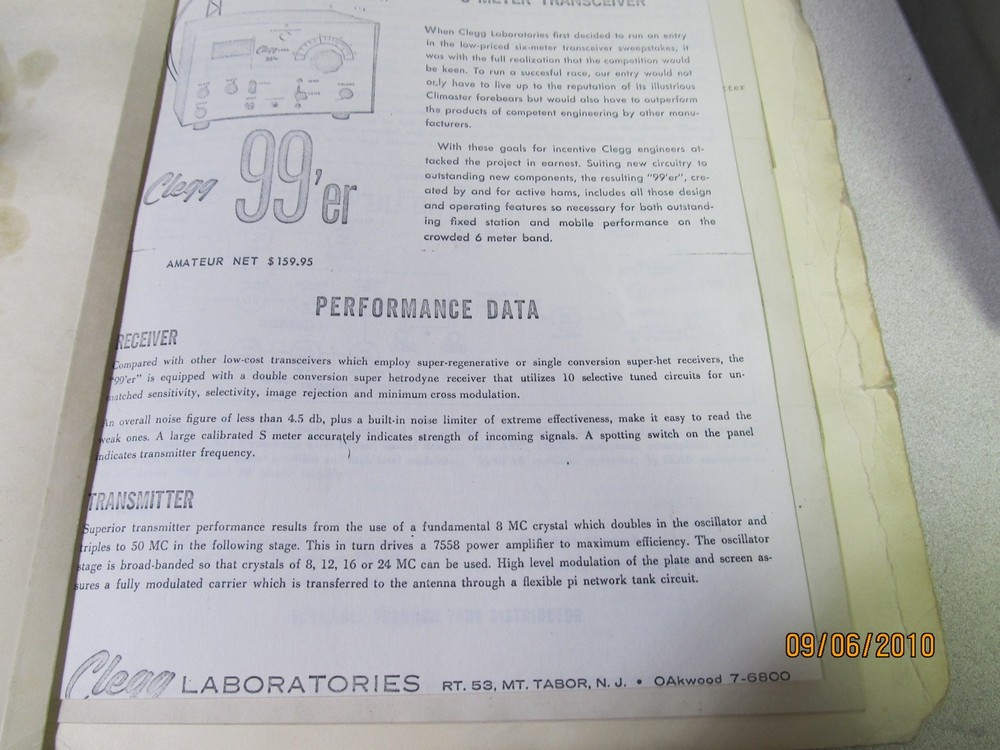 6 METER TRANSCEIVER
When Clegg Laboratories first decided to run an entry
in the low-priced six-meter transceiver sweepstakes, it
was with the full realization that the competition would
be keen. To run a succesful race, our entry would not
only have to live up to the reputation of its illustrious
Climaster forebears but would also have to outperform
the products of competent engineering by other manu-
facturers.
With these goals for incentive Clegg engineers at-
tacked the project in earnest. Suiting new circuitry to
outstanding new components, the resulting "99'er", cre-
ated by and for active hams, includes all those design
and operating features so necessary for both outstand-
ing fixed station and mobile performance on the
crowded 6 meter band.
Clegg 99'er
AMATEUR NET $159.95
PERFORMANCE DATA
RECEIVER
Compared with other low-cost transceivers which employ super-regenerative or single conversion super-het receivers, the
"99'er" is equipped with a double conversion super hetrodyne receiver that utilizes 10 selective tuned circuits for un-
matched sensitivity, selectivity, image rejection and minimum cross modulation.
An overall noise figure of less than 4.5 db, plus a built-in noise limiter of extreme effectiveness, make it easy to read the
weak ones. A large calibrated S meter accurately indicates strength of incoming signals. A spotting switch on the panel
indicates transmitter frequency.
TRANSMITTER
Superior transmitter performance results from the use of a fundamental 8 MC crystal which doubles in the oscillator and
triples to 50 MC in the following stage. This in turn drives a 7558 power amplifier to maximum efficiency. The oscillator
stage is broad-banded so that crystals of 8, 12, 16 or 24 MC can be used. High level modulation of the plate and screen as-
sures a fully modulated carrier which is transferred to the antenna through a flexible pi network tank circuit.
Clegg LABORATORIES RT. 53, MT. TABOR, N. J. • OAkwood 7-6800
09/06/2010